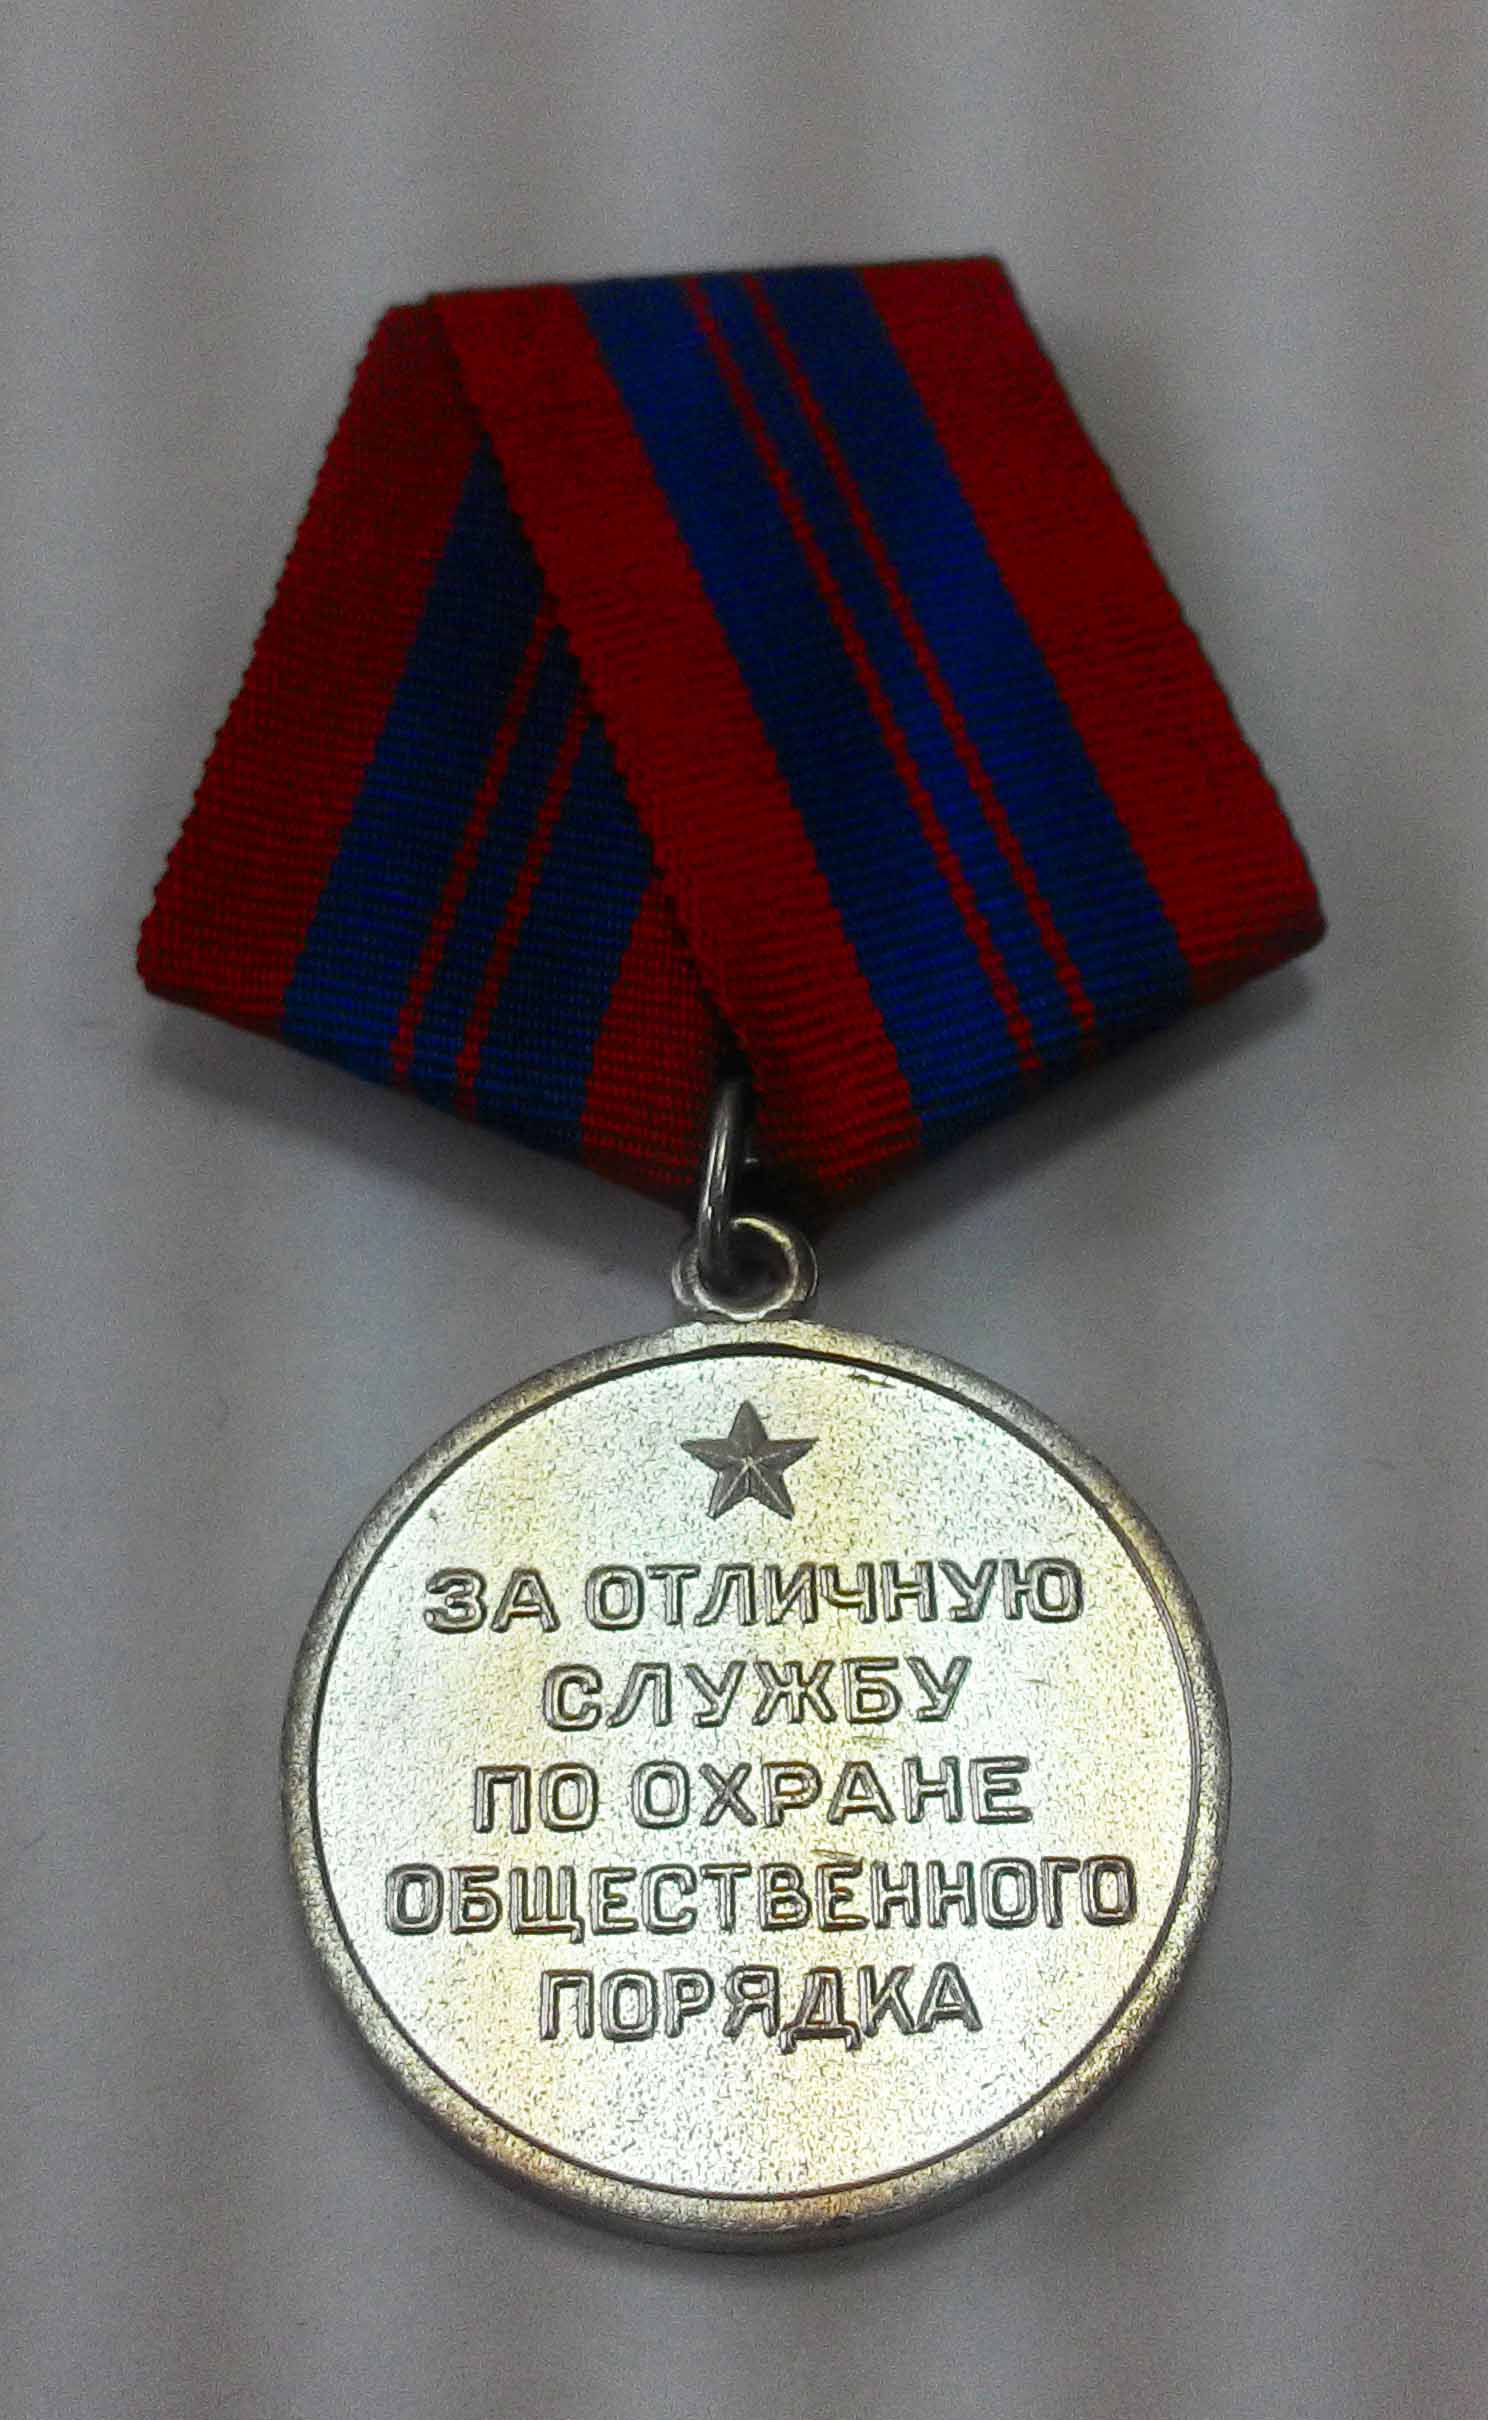 ЗА ОТЛИЧНУЮ
СЛУЖБУ
ПО ОХРАНЕ
ОБЩЕСТВЕННОГО
ПОРЯДКА